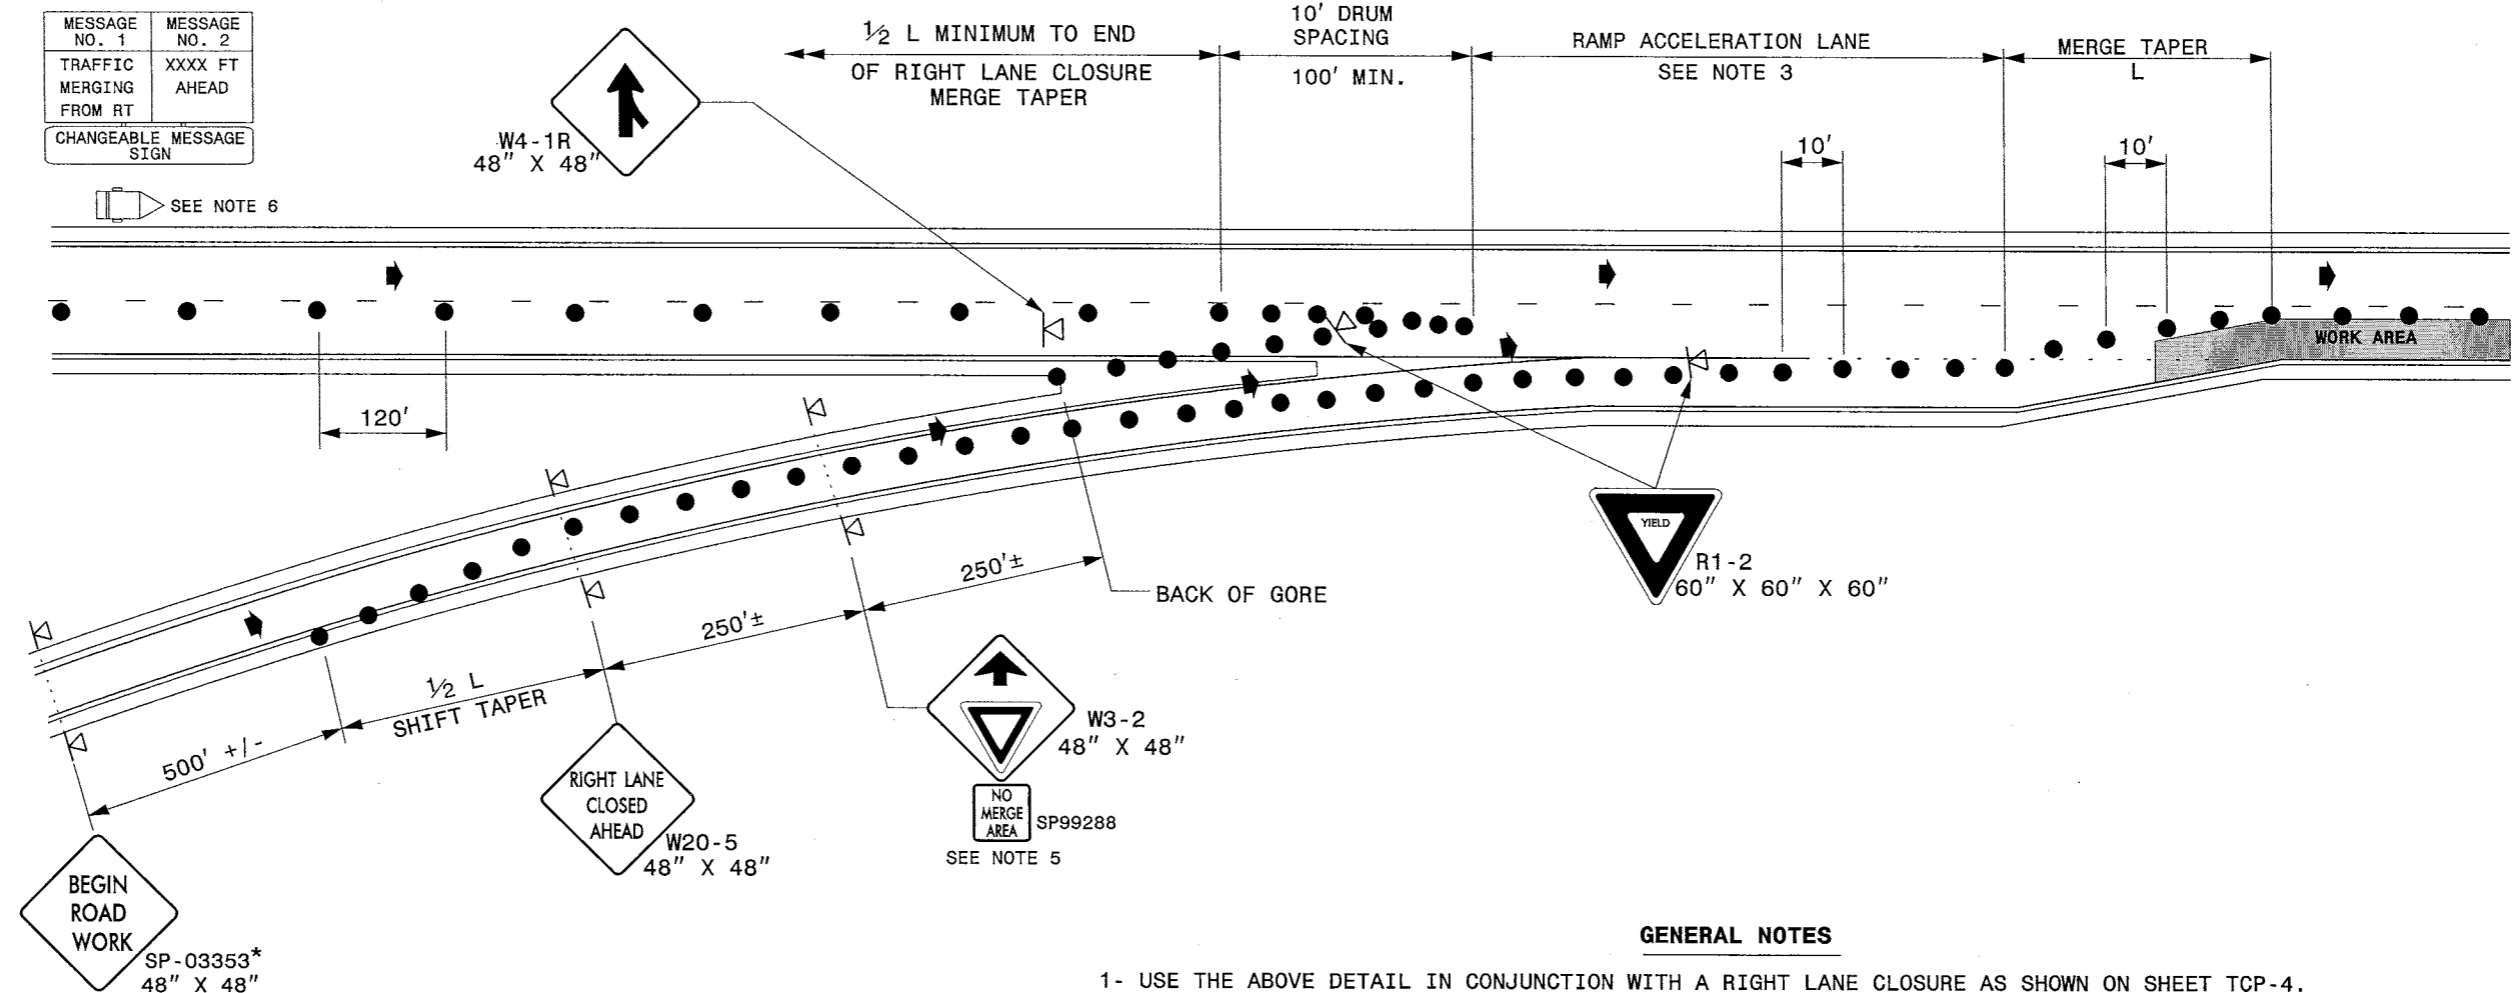 MESSAGE NO. 1
MESSAGE NO. 2
TRAFFIC
MERGING
FROM RT
XXXX FT
AHEAD
CHANGEABLE MESSAGE
SIGN
SEE NOTE 6
W4-1R
48" X 48"
½ L MINIMUM TO END
OF RIGHT LANE CLOSURE
MERGE TAPER
10' DRUM
SPACING
100' MIN.
RAMP ACCELERATION LANE
SEE NOTE 3
MERGE TAPER
L
10'
10'
WORK AREA
120'
YIELD
R1-2
60" X 60" X 60"
250'±
BACK OF GORE
250'±
½ L
SHIFT TAPER
500' +/-
W3-2
48" X 48"
NO
MERGE
AREA
SP99288
SEE NOTE 5
RIGHT LANE
CLOSED
AHEAD
W20-5
48" X 48"
BEGIN
ROAD
WORK
SP-03353*
48" X 48"
GENERAL NOTES
1- USE THE ABOVE DETAIL IN CONJUNCTION WITH A RIGHT LANE CLOSURE AS SHOWN ON SHEET TCP-4.